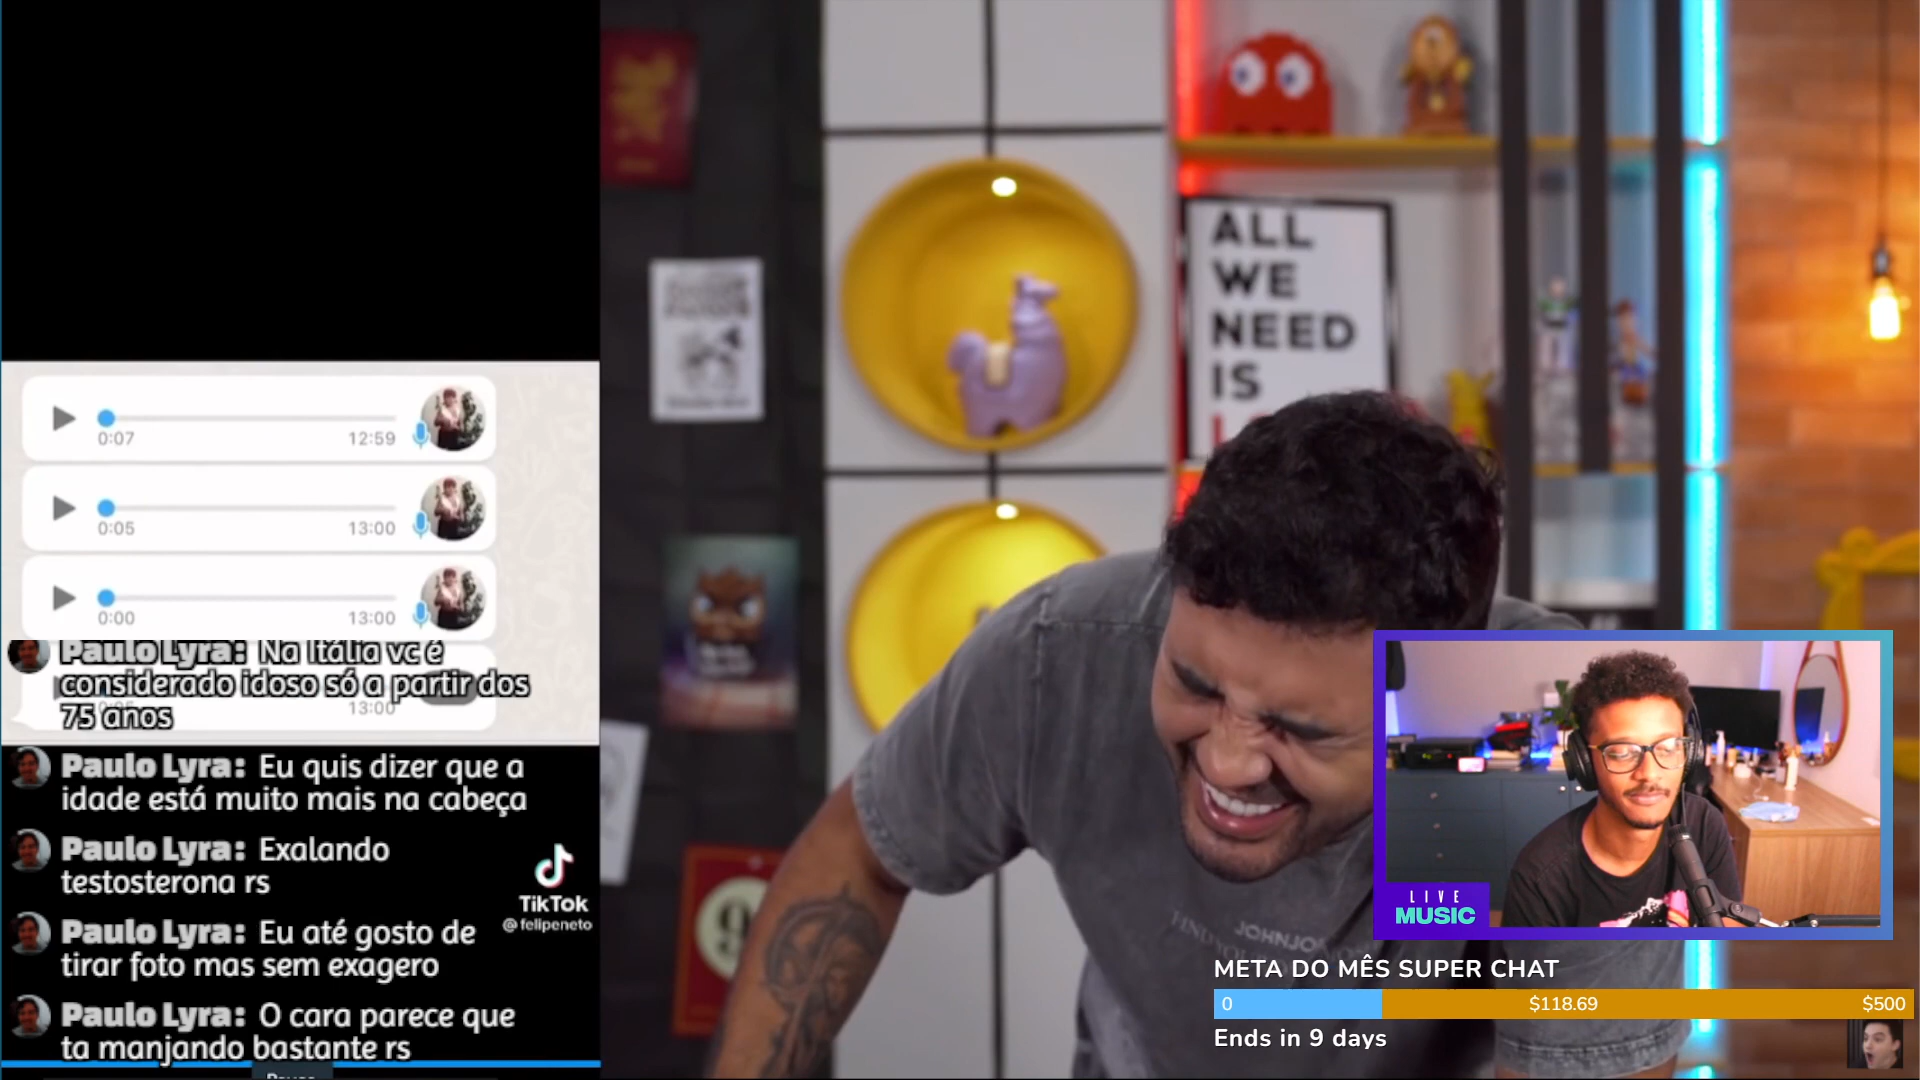 ALL
WE
NEED
IS
0:07 12:59
0:05 13:00
0:00 13:00
Paulo Lyra: Na Itália vc é
considerado idoso só a partir dos
75 anos
13:00
Paulo Lyra: Eu quis dizer que a
idade está muito mais na cabeça
Paulo Lyra: Exalando
testosterona rs
Paulo Lyra: Eu até gosto de
tirar foto mas sem exagero
Paulo Lyra: O cara parece que
ta manjando bastante rs
TikTok
@felipeneto
JOHNJO
LIVE
MUSIC
META DO MÊS SUPER CHAT
0 $118.69 $500
Ends in 9 days